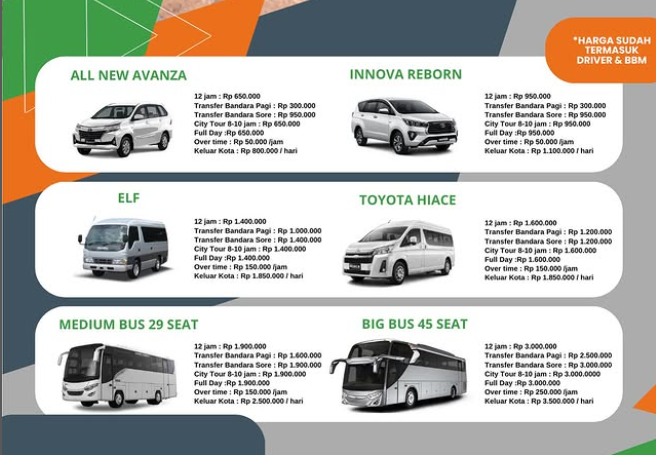 *HARGA SUDAH
TERMASUK
DRIVER & BBM
ALL NEW AVANZA
12 jam : Rp 650.000
Transfer Bandara Pagi : Rp 300.000
Transfer Bandara Sore : Rp 950.000
City Tour 8-10 jam : Rp 650.000
Full Day :Rp 650.000
Over time : Rp 50.000 /jam
Keluar Kota : Rp 800.000 / hari
INNOVA REBORN
12 jam : Rp 950.000
Transfer Bandara Pagi : Rp 300.000
Transfer Bandara Sore : Rp 950.000
City Tour 8-10 jam : Rp 950.000
Full Day :Rp 950.000
Over time : Rp 50.000 /jam
Keluar Kota : Rp 1.100.000 / hari
ELF
12 jam : Rp 1.400.000
Transfer Bandara Pagi : Rp 1.000.000
Transfer Bandara Sore : Rp 1.400.000
City Tour 8-10 jam : Rp 1.400.000
Full Day :Rp 1.400.000
Over time : Rp 150.000 /jam
Keluar Kota : Rp 1.850.000 / hari
TOYOTA HIACE
12 jam : Rp 1.600.000
Transfer Bandara Pagi : Rp 1.200.000
Transfer Bandara Sore : Rp 1.200.000
City Tour 8-10 jam : Rp 1.600.000
Full Day :Rp 1.600.000
Over time : Rp 150.000 /jam
Keluar Kota : Rp 1.850.000 / hari
MEDIUM BUS 29 SEAT
12 jam : Rp 1.900.000
Transfer Bandara Pagi : Rp 1.600.000
Transfer Bandara Sore : Rp 1.900.000
City Tour 8-10 jam : Rp 1.900.000
Full Day :Rp 1.900.000
Over time : Rp 150.000 /jam
Keluar Kota : Rp 2.500.000 / hari
BIG BUS 45 SEAT
12 jam : Rp 3.000.000
Transfer Bandara Pagi : Rp 2.500.000
Transfer Bandara Sore : Rp 3.000.000
City Tour 8-10 jam : Rp 3.000.0000
Full Day :Rp 3.000.000
Over time : Rp 250.000 /jam
Keluar Kota : Rp 3.500.000 / hari